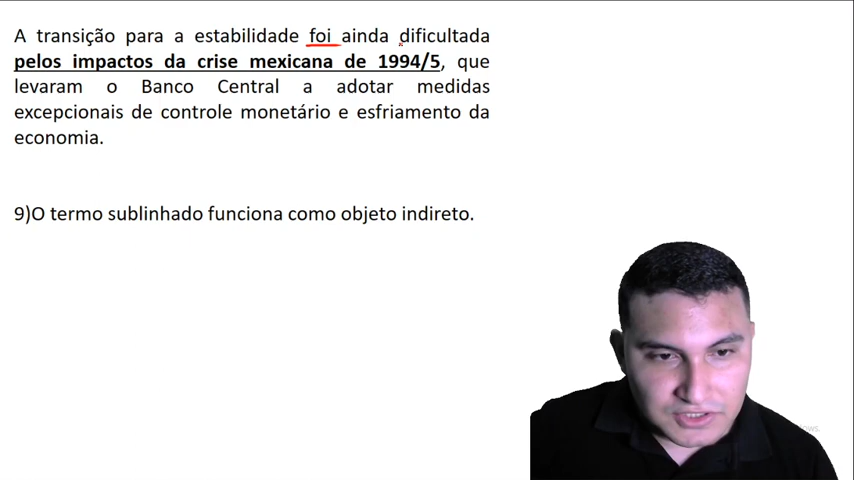 A transição para a estabilidade foi ainda dificultada
pelos impactos da crise mexicana de 1994/5, que
levaram o Banco Central a adotar medidas
excepcionais de controle monetário e esfriamento da
economia.
9)O termo sublinhado funciona como objeto indireto.